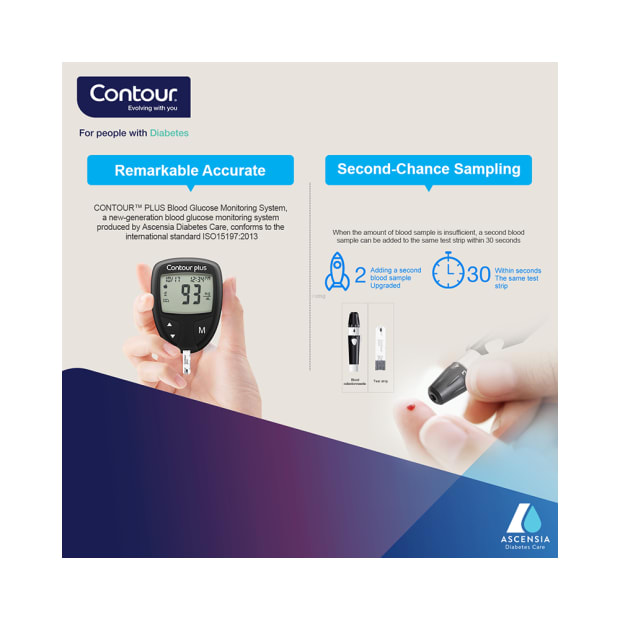 Contour
Evolving with you
For people with Diabetes
Remarkable Accurate
CONTOUR™ PLUS Blood Glucose Monitoring System,
a new-generation blood glucose monitoring system
produced by Ascensia Diabetes Care, conforms to the
international standard ISO15197:2013
Contour plus
12:34
93
M
Second-Chance Sampling
When the amount of blood sample is insufficient, a second blood
sample can be added to the same test strip within 30 seconds
2
Adding a second
blood sample
Upgraded
30
Within seconds
The same test
strip
Blood
Test strip
ASCENSIA
Diabetes Care